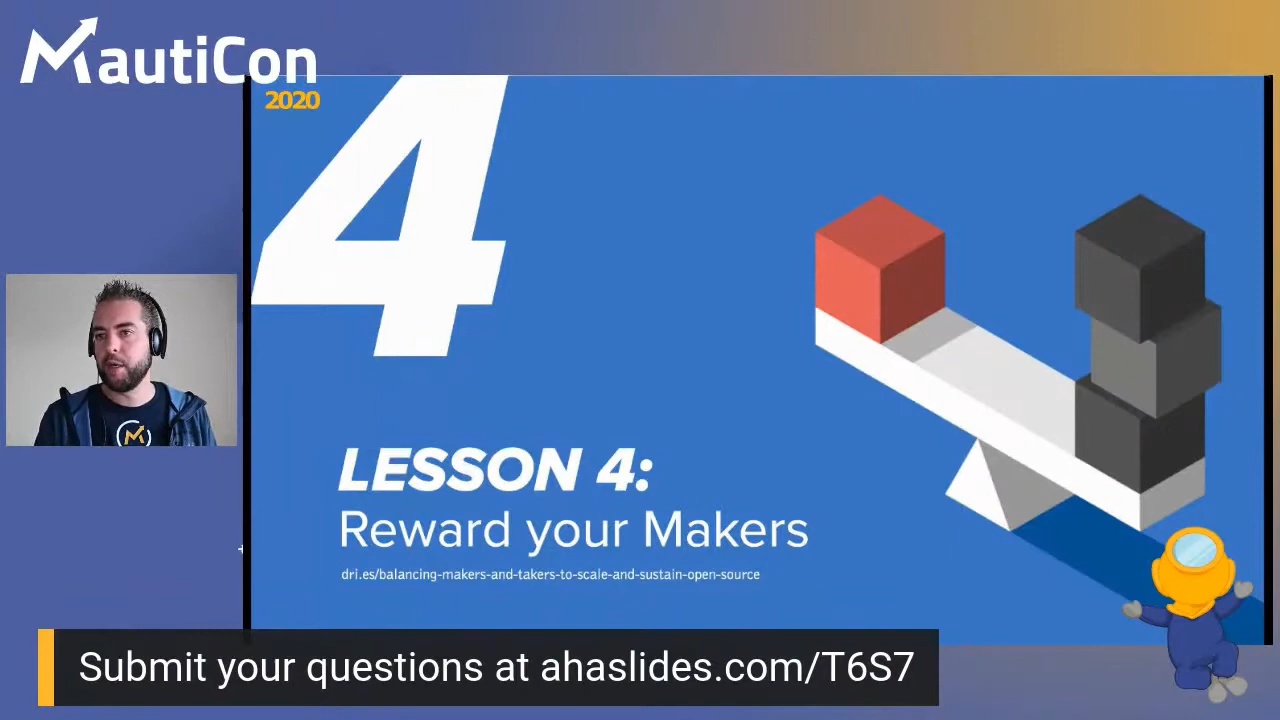 MautiCon
2020
4
LESSON 4:
Reward your Makers
dri.es/balancing-makers-and-takers-to-scale-and-sustain-open-source
Submit your questions at ahaslides.com/T6S7